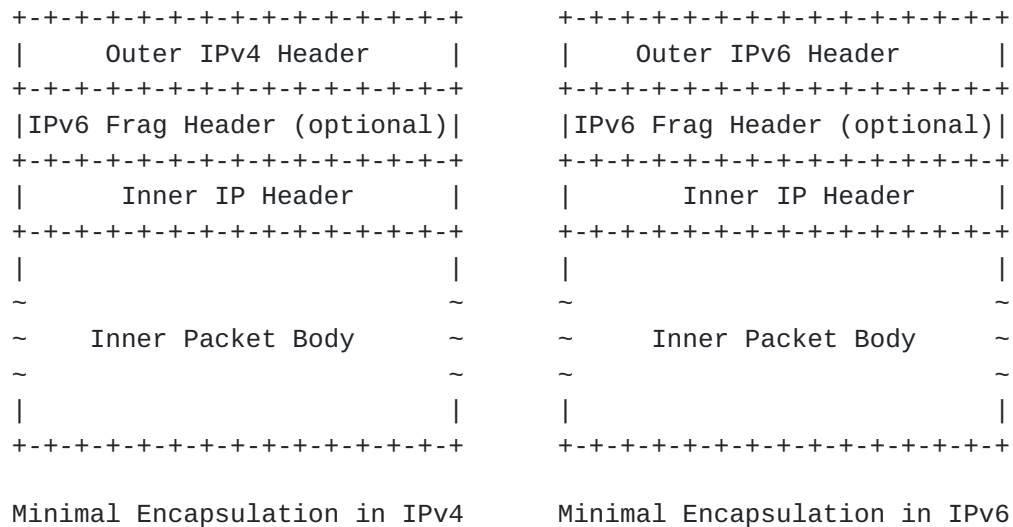 +-+-+-+-+-+-+-+-+-+-+-+-+-+-+     +-+-+-+-+-+-+-+-+-+-+-+-+-+-+
|     Outer IPv4 Header      |     |    Outer IPv6 Header       |
+-+-+-+-+-+-+-+-+-+-+-+-+-+-+     +-+-+-+-+-+-+-+-+-+-+-+-+-+-+
|IPv6 Frag Header (optional)|      |IPv6 Frag Header (optional)|
+-+-+-+-+-+-+-+-+-+-+-+-+-+-+     +-+-+-+-+-+-+-+-+-+-+-+-+-+-+
|      Inner IP Header       |     |       Inner IP Header      |
+-+-+-+-+-+-+-+-+-+-+-+-+-+-+     +-+-+-+-+-+-+-+-+-+-+-+-+-+-+
|                            |     |                            |
~                            ~     ~                            ~
~     Inner Packet Body      ~     ~     Inner Packet Body      ~
~                            ~     ~                            ~
|                            |     |                            |
+-+-+-+-+-+-+-+-+-+-+-+-+-+-+     +-+-+-+-+-+-+-+-+-+-+-+-+-+-+
Minimal Encapsulation in IPv4      Minimal Encapsulation in IPv6